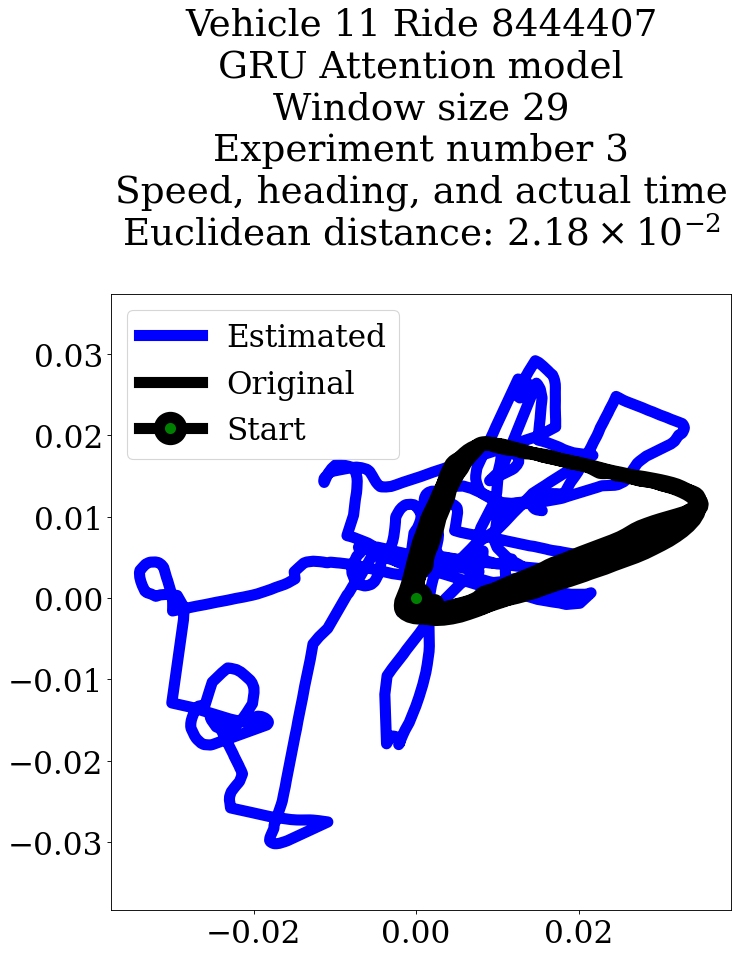 Vehicle 11 Ride 8444407
GRU Attention model
Window size 29
Experiment number 3
Speed, heading, and actual time
Euclidean distance: 2.18 × 10⁻²
Estimated
Original
Start
0.03
0.02
0.01
0.00
−0.01
−0.02
−0.03
−0.02 0.00 0.02